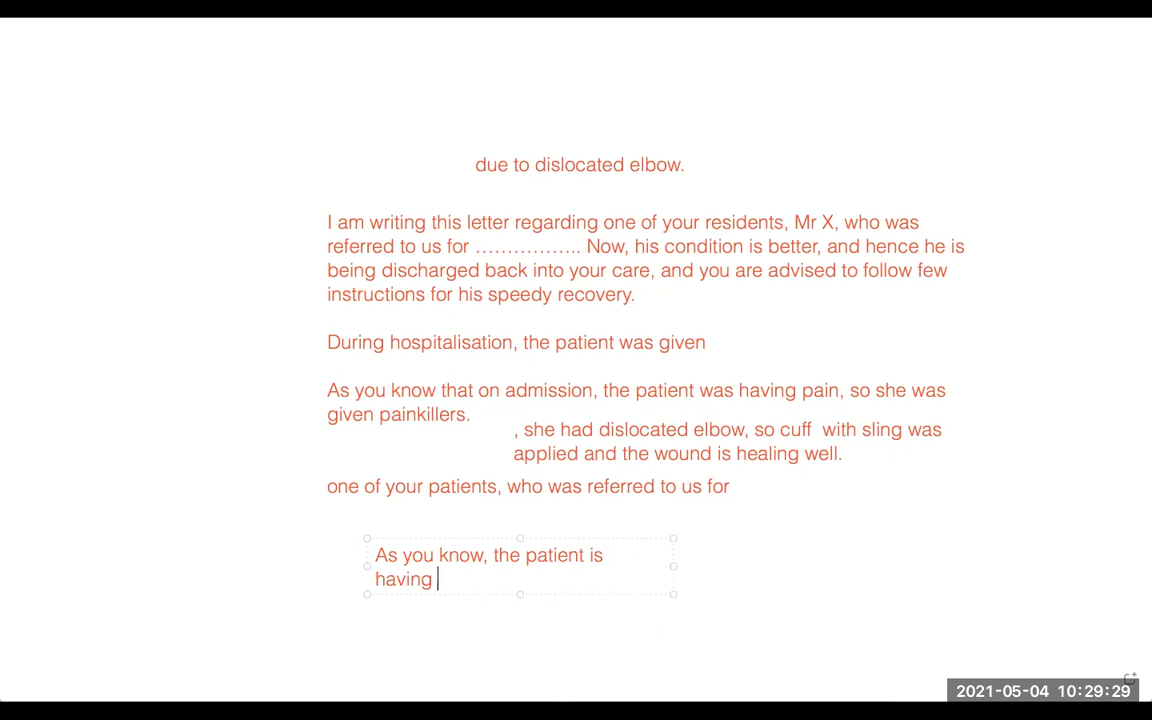 due to dislocated elbow.
I am writing this letter regarding one of your residents, Mr X, who was
referred to us for …………….. Now, his condition is better, and hence he is
being discharged back into your care, and you are advised to follow few
instructions for his speedy recovery.
During hospitalisation, the patient was given
As you know that on admission, the patient was having pain, so she was
given painkillers.
, she had dislocated elbow, so cuff  with sling was
applied and the wound is healing well.
one of your patients, who was referred to us for
As you know, the patient is
having
2021-05-04 10:29:29